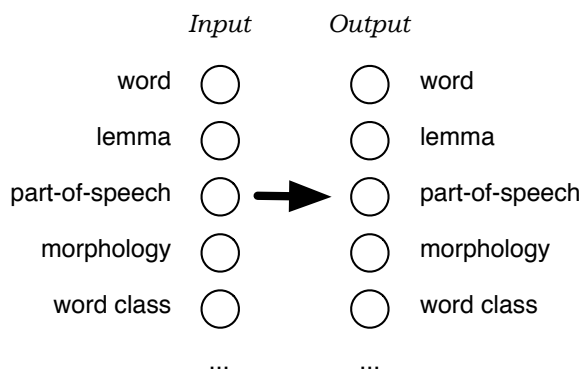 Input Output
word word
lemma lemma
part-of-speech part-of-speech
morphology morphology
word class word class
... ...